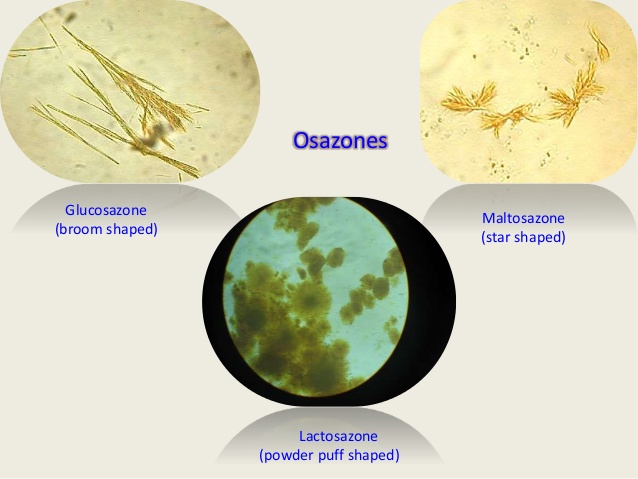 Osazones
Glucosazone
(broom shaped)
Maltosazone
(star shaped)
Lactosazone
(powder puff shaped)